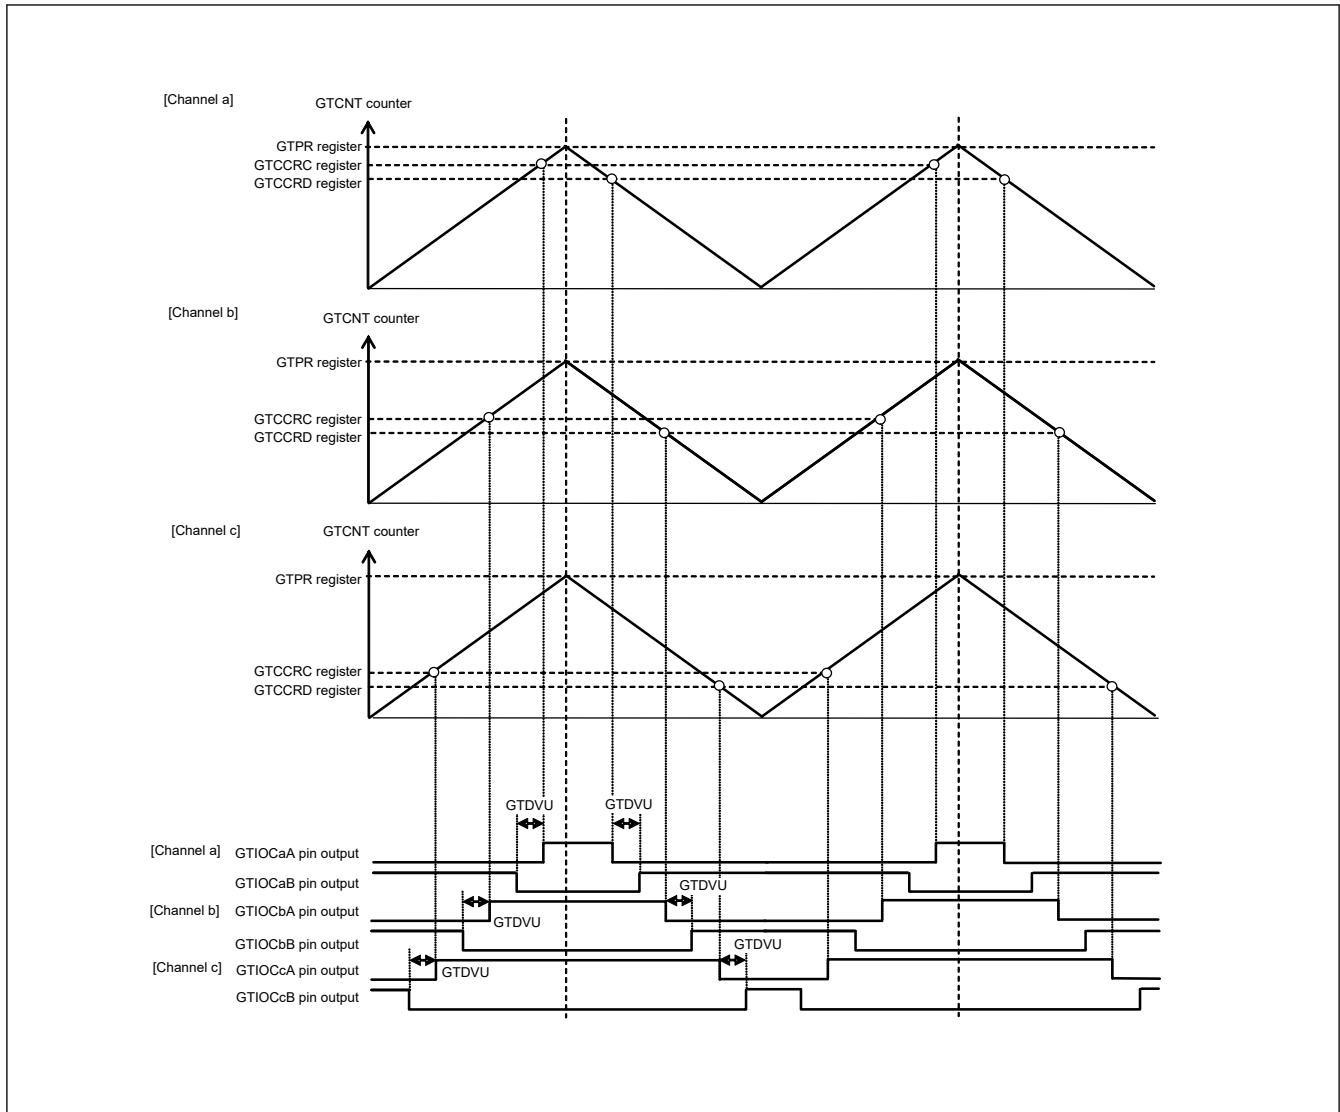 [Channel a]
GTCNT counter
GTPR register
GTCCRC register
GTCCRD register
[Channel b]
GTCNT counter
GTPR register
GTCCRC register
GTCCRD register
[Channel c]
GTCNT counter
GTPR register
GTCCRC register
GTCCRD register
GTDVU GTDVU
[Channel a] GTIOCaA pin output
GTIOCaB pin output
GTDVU
[Channel b] GTIOCbA pin output
GTDVU
GTIOCbB pin output
GTDVU
[Channel c] GTIOCcA pin output
GTDVU
GTIOCcB pin output